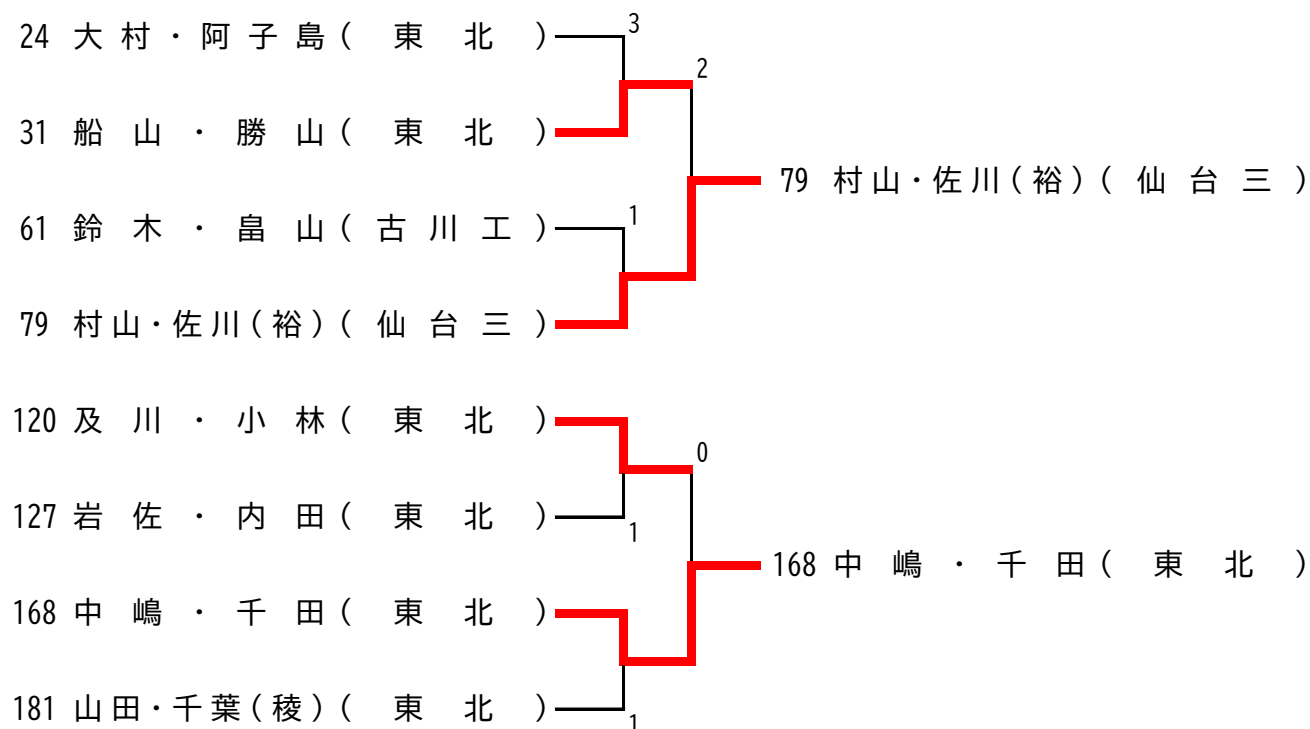 24 大村・阿子島(東北)
3
2
31 船山・勝山(東北)
79 村山・佐川(裕)(仙台三)
61 鈴木・畠山(古川工)
1
79 村山・佐川(裕)(仙台三)
120 及川・小林(東北)
0
127 岩佐・内田(東北)
1
168 中嶋・千田(東北)
168 中嶋・千田(東北)
181 山田・千葉(稜)(東北)
1